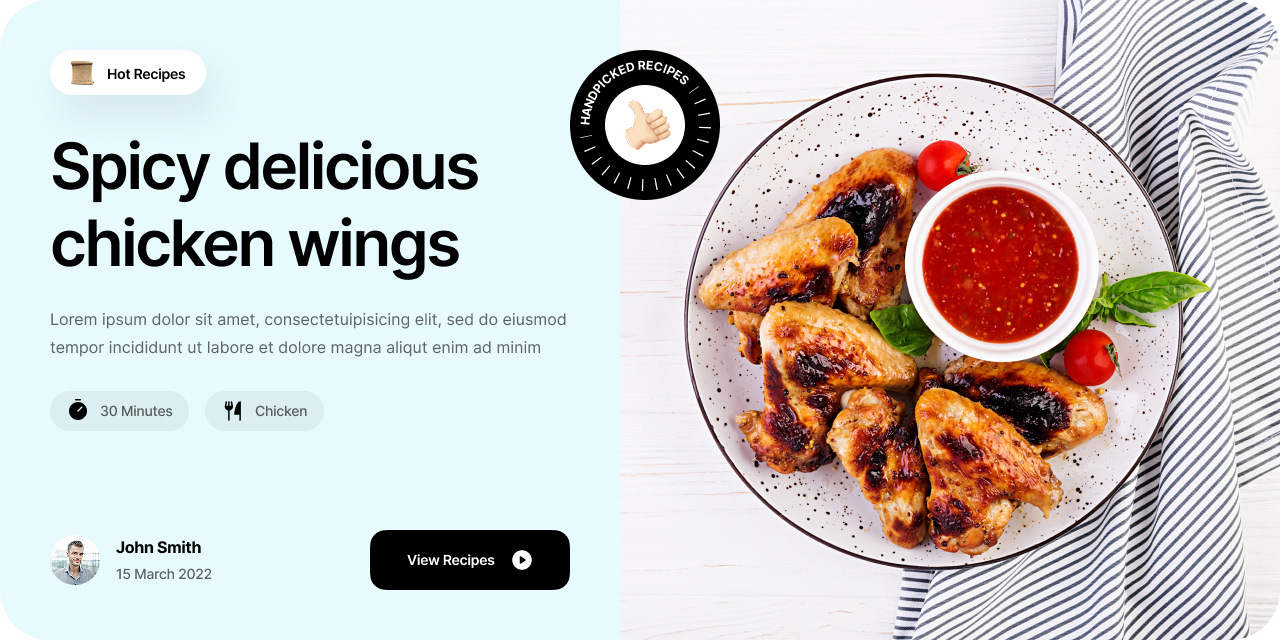 Hot Recipes
HANDPICKED RECIPES
Spicy delicious
chicken wings
Lorem ipsum dolor sit amet, consectetuipisicing elit, sed do eiusmod
tempor incididunt ut labore et dolore magna aliqut enim ad minim
30 Minutes
Chicken
John Smith
15 March 2022
View Recipes